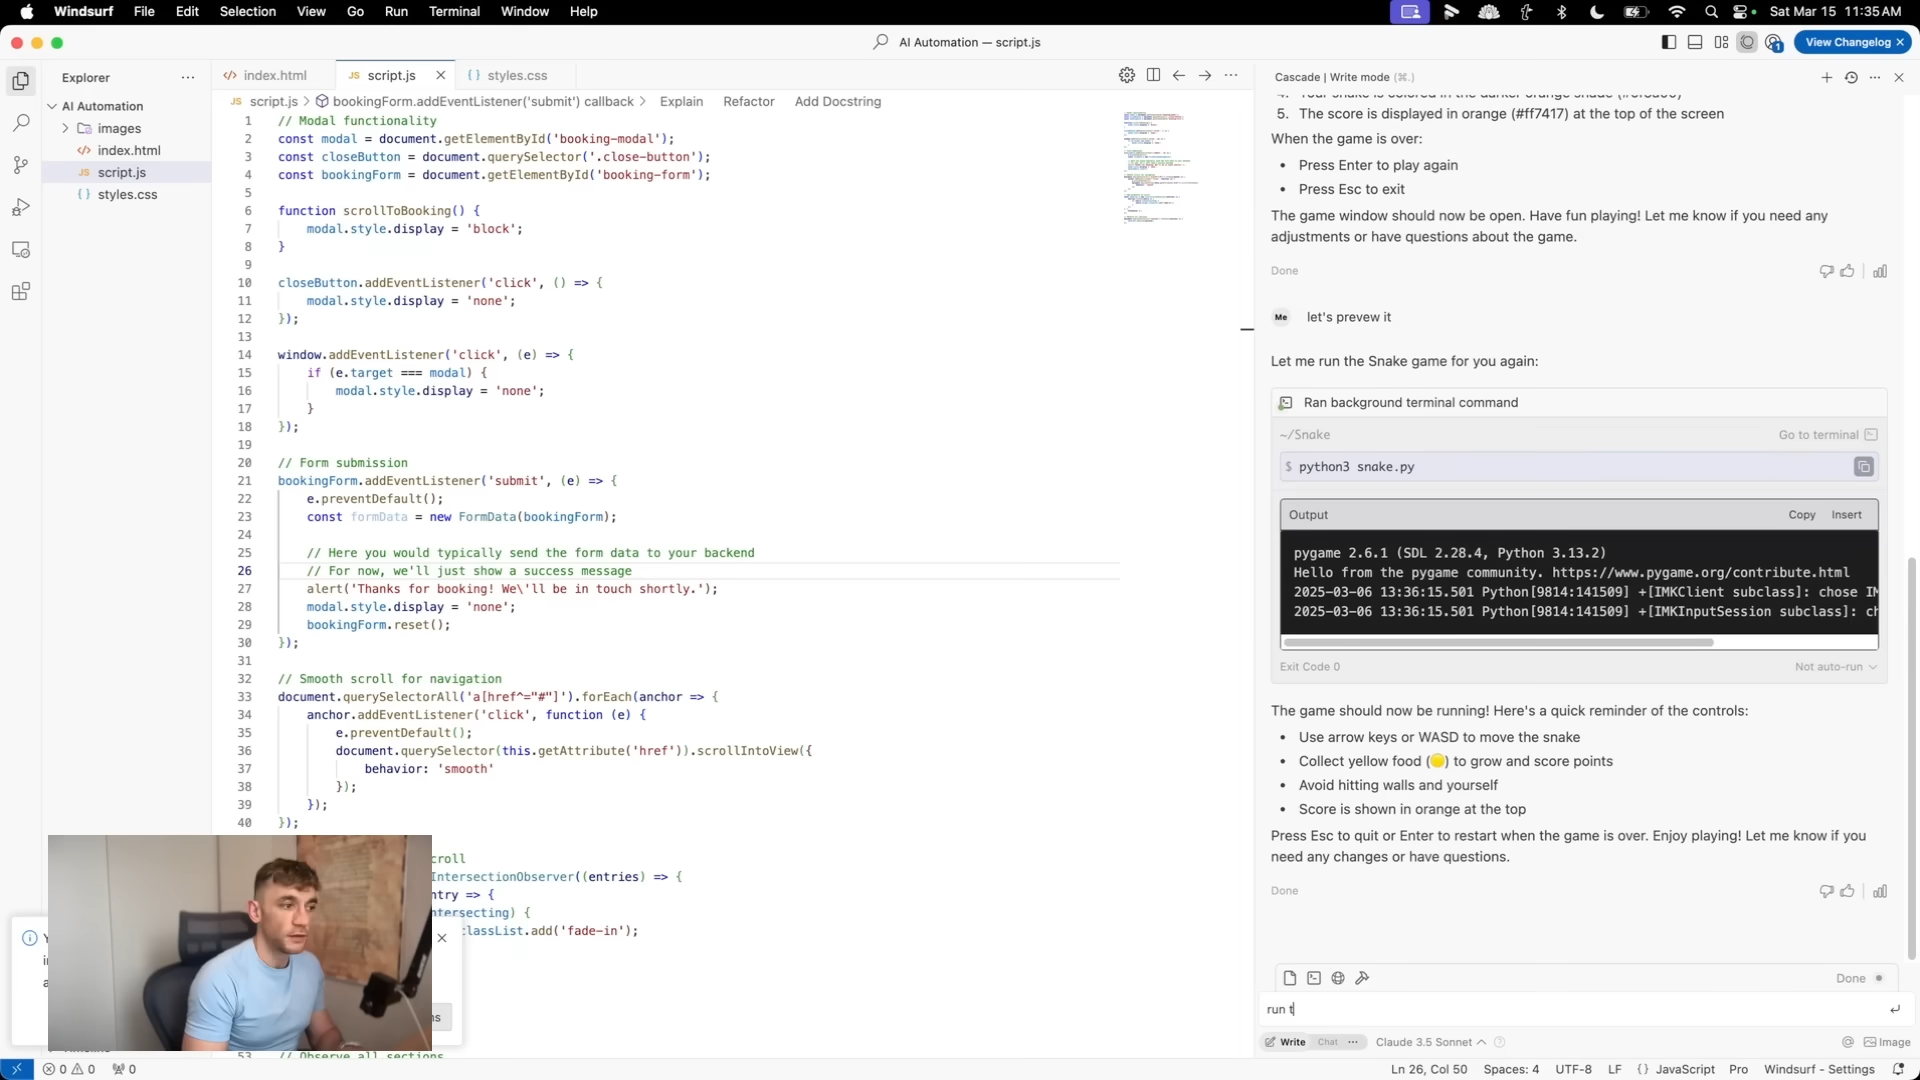 Windsurf File Edit Selection View Go Run Terminal Window Help
Sat Mar 15 11:35 AM
AI Automation — script.js
View Changelog
Explorer
AI Automation
images
index.html
script.js
styles.css
index.html
script.js
styles.css
script.js > bookingForm.addEventListener('submit') callback > Explain Refactor Add Docstring
1 // Modal functionality
2 const modal = document.getElementById('booking-modal');
3 const closeButton = document.querySelector('.close-button');
4 const bookingForm = document.getElementById('booking-form');
5
6 function scrollToBooking() {
7 modal.style.display = 'block';
8 }
9
10 closeButton.addEventListener('click', () => {
11 modal.style.display = 'none';
12 });
13
14 window.addEventListener('click', (e) => {
15 if (e.target === modal) {
16 modal.style.display = 'none';
17 }
18 });
19
20 // Form submission
21 bookingForm.addEventListener('submit', (e) => {
22 e.preventDefault();
23 const formData = new FormData(bookingForm);
24
25 // Here you would typically send the form data to your backend
26 // For now, we'll just show a success message
27 alert('Thanks for booking! We\'ll be in touch shortly.');
28 modal.style.display = 'none';
29 bookingForm.reset();
30 });
31
32 // Smooth scroll for navigation
33 document.querySelectorAll('a[href^="#"]').forEach(anchor => {
34 anchor.addEventListener('click', function (e) {
35 e.preventDefault();
36 document.querySelector(this.getAttribute('href')).scrollIntoView({
37 behavior: 'smooth'
38 });
39 });
40 });
croll
IntersectionObserver((entries) => {
ntry => {
ntersecting) {
classList.add('fade-in');
53 // Observe all sections
Cascade | Write mode (⌘.)
5. The score is displayed in orange (#ff7417) at the top of the screen
When the game is over:
• Press Enter to play again
• Press Esc to exit
The game window should now be open. Have fun playing! Let me know if you need any
adjustments or have questions about the game.
Done
Me let's prevew it
Let me run the Snake game for you again:
Ran background terminal command
~/Snake Go to terminal
$ python3 snake.py
Output Copy Insert
pygame 2.6.1 (SDL 2.28.4, Python 3.13.2)
Hello from the pygame community. https://www.pygame.org/contribute.html
2025-03-06 13:36:15.501 Python[9814:141509] +[IMKClient subclass]: chose IM
2025-03-06 13:36:15.501 Python[9814:141509] +[IMKInputSession subclass]: ch
Exit Code 0 Not auto-run
The game should now be running! Here's a quick reminder of the controls:
• Use arrow keys or WASD to move the snake
• Collect yellow food (🟡) to grow and score points
• Avoid hitting walls and yourself
• Score is shown in orange at the top
Press Esc to quit or Enter to restart when the game is over. Enjoy playing! Let me know if you
need any changes or have questions.
Done
Done
run t
Write Chat ... Claude 3.5 Sonnet
@ Image
0 0 0
Ln 26, Col 50 Spaces: 4 UTF-8 LF {} JavaScript Pro Windsurf - Settings